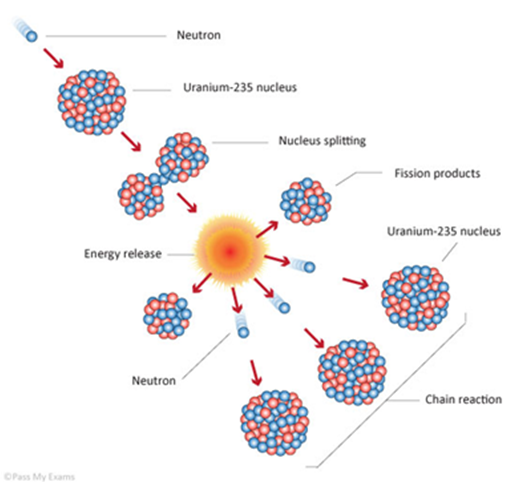 Neutron
Uranium-235 nucleus
Nucleus splitting
Fission products
Uranium-235 nucleus
Energy release
Neutron
Chain reaction
©Pass My Exams